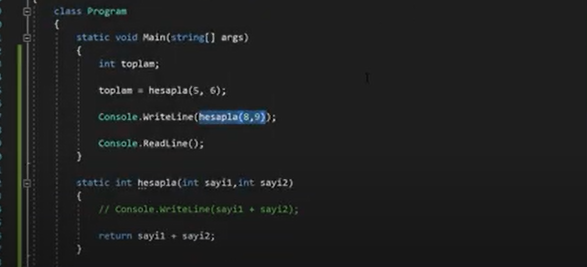 class Program
{
static void Main(string[] args)
{
int toplam;
toplam = hesapla(5, 6);
Console.WriteLine(hesapla(8,9));
Console.ReadLine();
}
static int hesapla(int sayi1,int sayi2)
{
// Console.WriteLine(sayi1 + sayi2);
return sayi1 + sayi2;
}